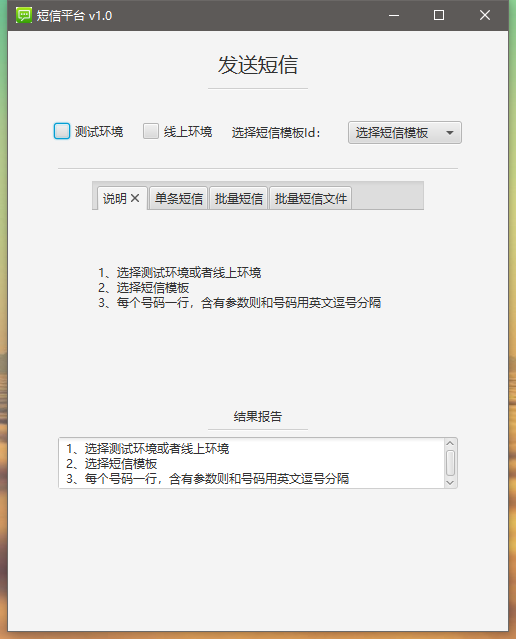 短信平台 v1.0
发送短信
测试环境 线上环境 选择短信模板Id： 选择短信模板
说明 单条短信 批量短信 批量短信文件
1、选择测试环境或者线上环境
2、选择短信模板
3、每个号码一行，含有参数则和号码用英文逗号分隔
结果报告
1、选择测试环境或者线上环境
2、选择短信模板
3、每个号码一行，含有参数则和号码用英文逗号分隔